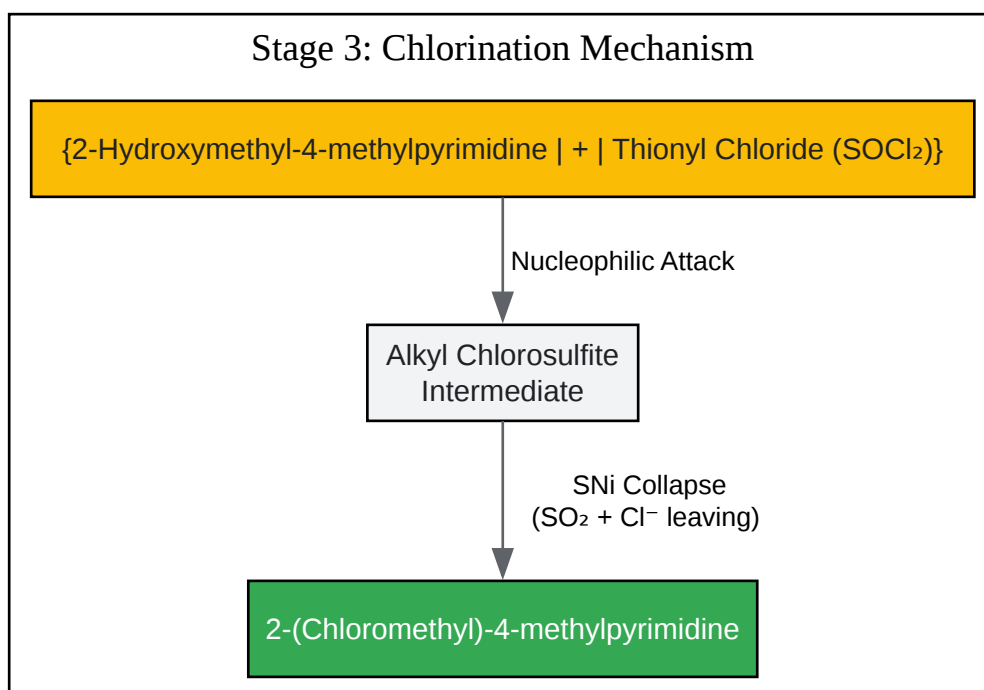 Stage 3: Chlorination Mechanism
{2-Hydroxymethyl-4-methylpyrimidine | + | Thionyl Chloride (SOCl₂)}
Nucleophilic Attack
Alkyl Chlorosulfite
Intermediate
SNi Collapse
(SO₂ + Cl⁻ leaving)
2-(Chloromethyl)-4-methylpyrimidine